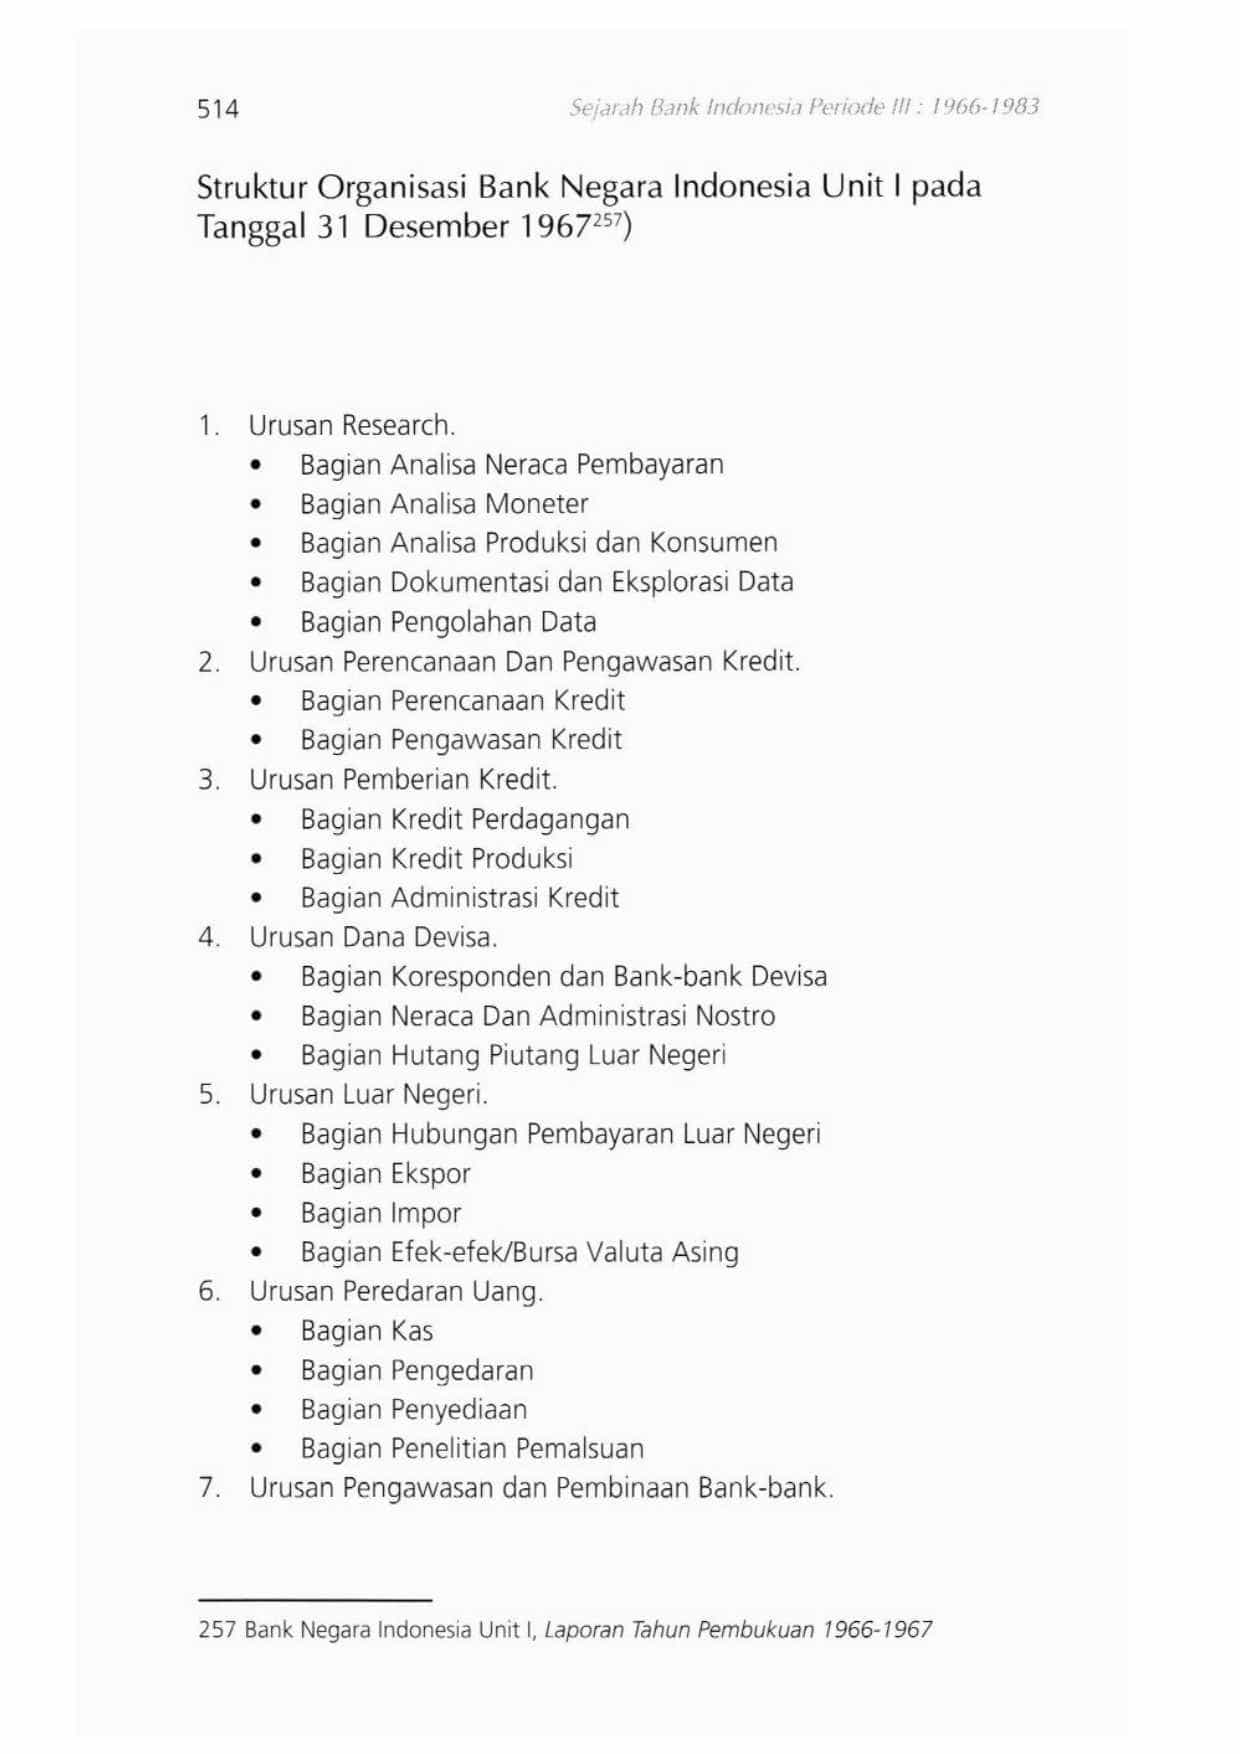 514
Sejarah Bank Indonesia Periode III : 1966-1983
Struktur Organisasi Bank Negara Indonesia Unit I pada
Tanggal 31 Desember 1967257)
1. Urusan Research.
• Bagian Analisa Neraca Pembayaran
• Bagian Analisa Moneter
• Bagian Analisa Produksi dan Konsumen
• Bagian Dokumentasi dan Eksplorasi Data
• Bagian Pengolahan Data
2. Urusan Perencanaan Dan Pengawasan Kredit.
• Bagian Perencanaan Kredit
• Bagian Pengawasan Kredit
3. Urusan Pemberian Kredit.
• Bagian Kredit Perdagangan
• Bagian Kredit Produksi
• Bagian Administrasi Kredit
4. Urusan Dana Devisa.
• Bagian Koresponden dan Bank-bank Devisa
• Bagian Neraca Dan Administrasi Nostro
• Bagian Hutang Piutang Luar Negeri
5. Urusan Luar Negeri.
• Bagian Hubungan Pembayaran Luar Negeri
• Bagian Ekspor
• Bagian Impor
• Bagian Efek-efek/Bursa Valuta Asing
6. Urusan Peredaran Uang.
• Bagian Kas
• Bagian Pengedaran
• Bagian Penyediaan
• Bagian Penelitian Pemalsuan
7. Urusan Pengawasan dan Pembinaan Bank-bank.
257 Bank Negara Indonesia Unit I, Laporan Tahun Pembukuan 1966-1967